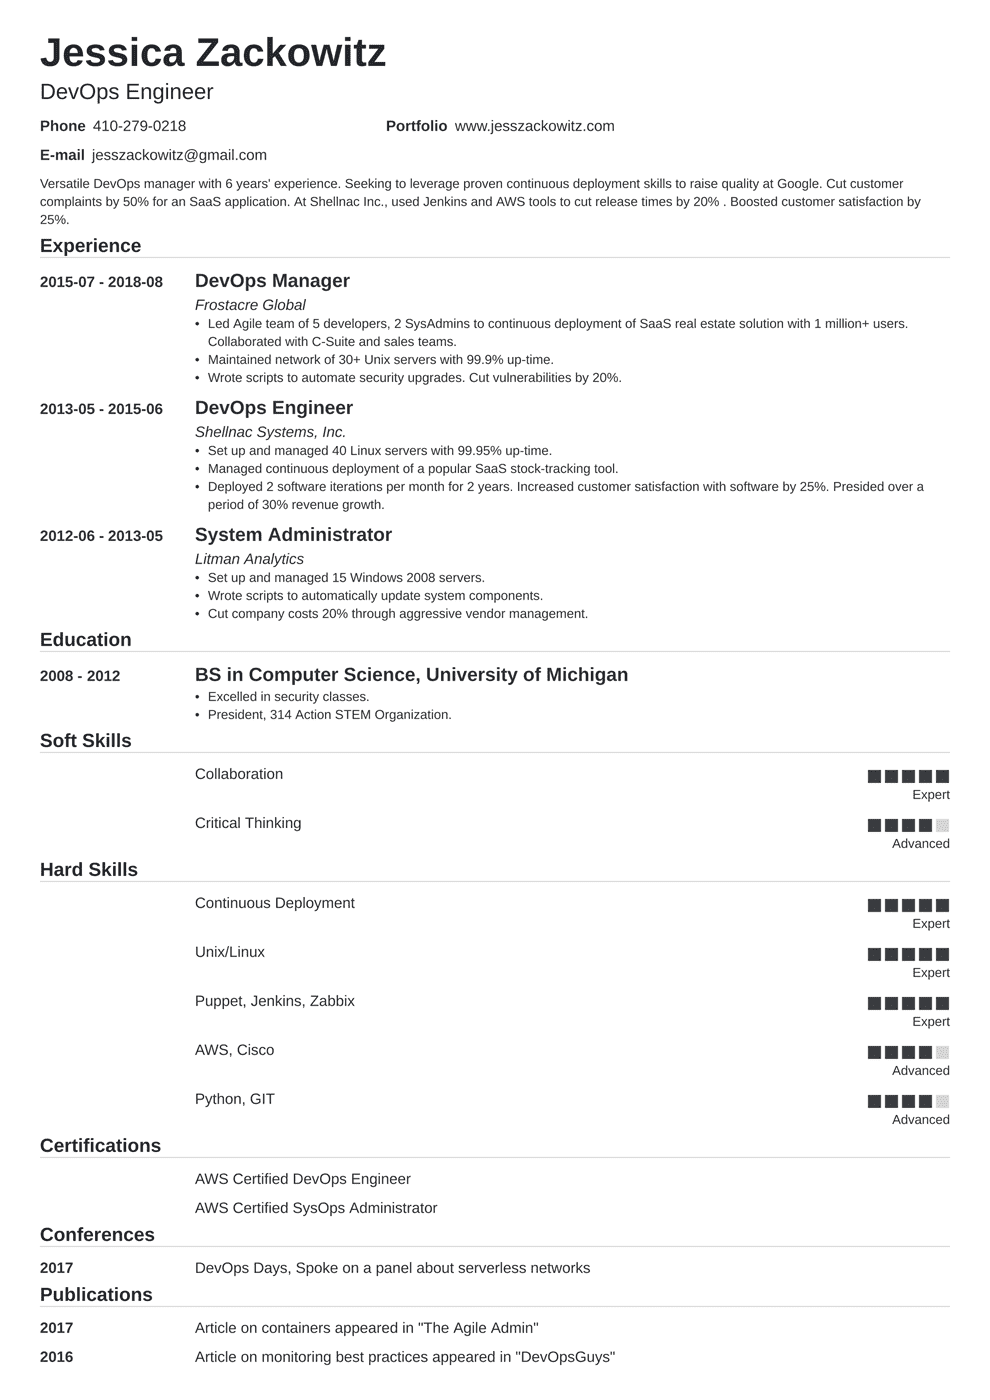 Jessica Zackowitz
DevOps Engineer
Phone 410-279-0218 Portfolio www.jesszackowitz.com
E-mail jesszackowitz@gmail.com
Versatile DevOps manager with 6 years' experience. Seeking to leverage proven continuous deployment skills to raise quality at Google. Cut customer
complaints by 50% for an SaaS application. At Shellnac Inc., used Jenkins and AWS tools to cut release times by 20% . Boosted customer satisfaction by
25%.
Experience
2015-07 - 2018-08 DevOps Manager
Frostacre Global
• Led Agile team of 5 developers, 2 SysAdmins to continuous deployment of SaaS real estate solution with 1 million+ users.
Collaborated with C-Suite and sales teams.
• Maintained network of 30+ Unix servers with 99.9% up-time.
• Wrote scripts to automate security upgrades. Cut vulnerabilities by 20%.
2013-05 - 2015-06 DevOps Engineer
Shellnac Systems, Inc.
• Set up and managed 40 Linux servers with 99.95% up-time.
• Managed continuous deployment of a popular SaaS stock-tracking tool.
• Deployed 2 software iterations per month for 2 years. Increased customer satisfaction with software by 25%. Presided over a
period of 30% revenue growth.
2012-06 - 2013-05 System Administrator
Litman Analytics
• Set up and managed 15 Windows 2008 servers.
• Wrote scripts to automatically update system components.
• Cut company costs 20% through aggressive vendor management.
Education
2008 - 2012 BS in Computer Science, University of Michigan
• Excelled in security classes.
• President, 314 Action STEM Organization.
Soft Skills
Collaboration
Expert
Critical Thinking
Advanced
Hard Skills
Continuous Deployment
Expert
Unix/Linux
Expert
Puppet, Jenkins, Zabbix
Expert
AWS, Cisco
Advanced
Python, GIT
Advanced
Certifications
AWS Certified DevOps Engineer
AWS Certified SysOps Administrator
Conferences
2017 DevOps Days, Spoke on a panel about serverless networks
Publications
2017 Article on containers appeared in "The Agile Admin"
2016 Article on monitoring best practices appeared in "DevOpsGuys"